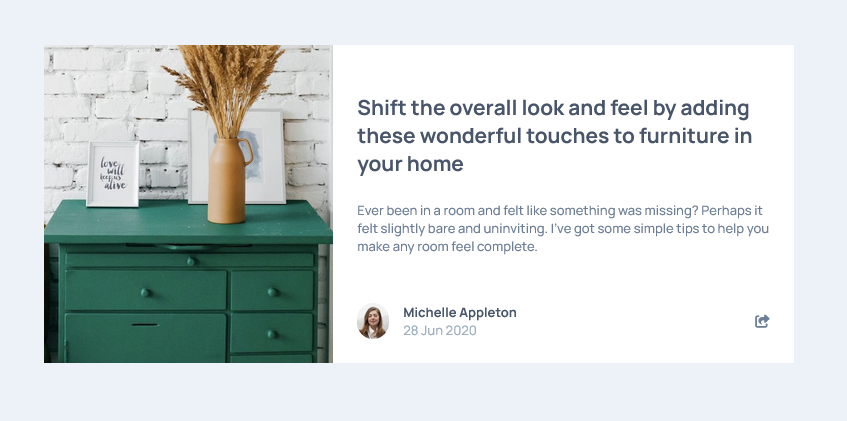 love
will
keep us
alive
Shift the overall look and feel by adding
these wonderful touches to furniture in
your home
Ever been in a room and felt like something was missing? Perhaps it
felt slightly bare and uninviting. I've got some simple tips to help you
make any room feel complete.
Michelle Appleton
28 Jun 2020